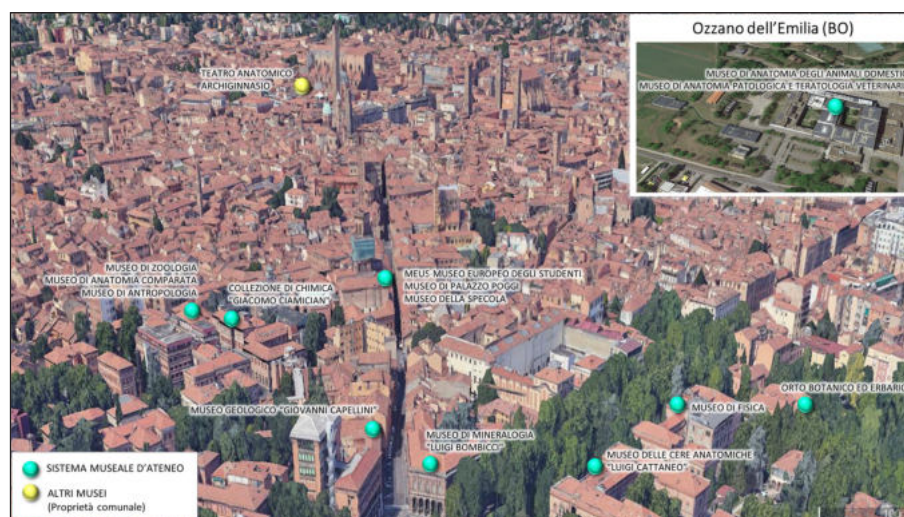 Ozzano dell'Emilia (BO)
MUSEO DI ANATOMIA DEGLI ANIMALI DOMESTICI
MUSEO DI ANATOMIA PATOLOGICA E TERATOLOGIA VETERINARIA
TEATRO ANATOMICO
ARCHIGINNASIO
MUSEO DI ZOOLOGIA
MUSEO DI ANATOMIA COMPARATA
MUSEO DI ANTROPOLOGIA
COLLEZIONE DI CHIMICA
"GIACOMO CIAMICIAN"
MEUS-MUSEO EUROPEO DEGLI STUDENTI
MUSEO DI PALAZZO POGGI
MUSEO DELLA SPECOLA
MUSEO GEOLOGICO "GIOVANNI CAPELLINI"
MUSEO DI MINERALOGIA
"LUIGI BOMBICCI"
MUSEO DI FISICA
ORTO BOTANICO ED ERBARIO
MUSEO DELLE CERE ANATOMICHE
"LUIGI CATTANEO"
SISTEMA MUSEALE D'ATENEO
ALTRI MUSEI
(Proprietà comunale)